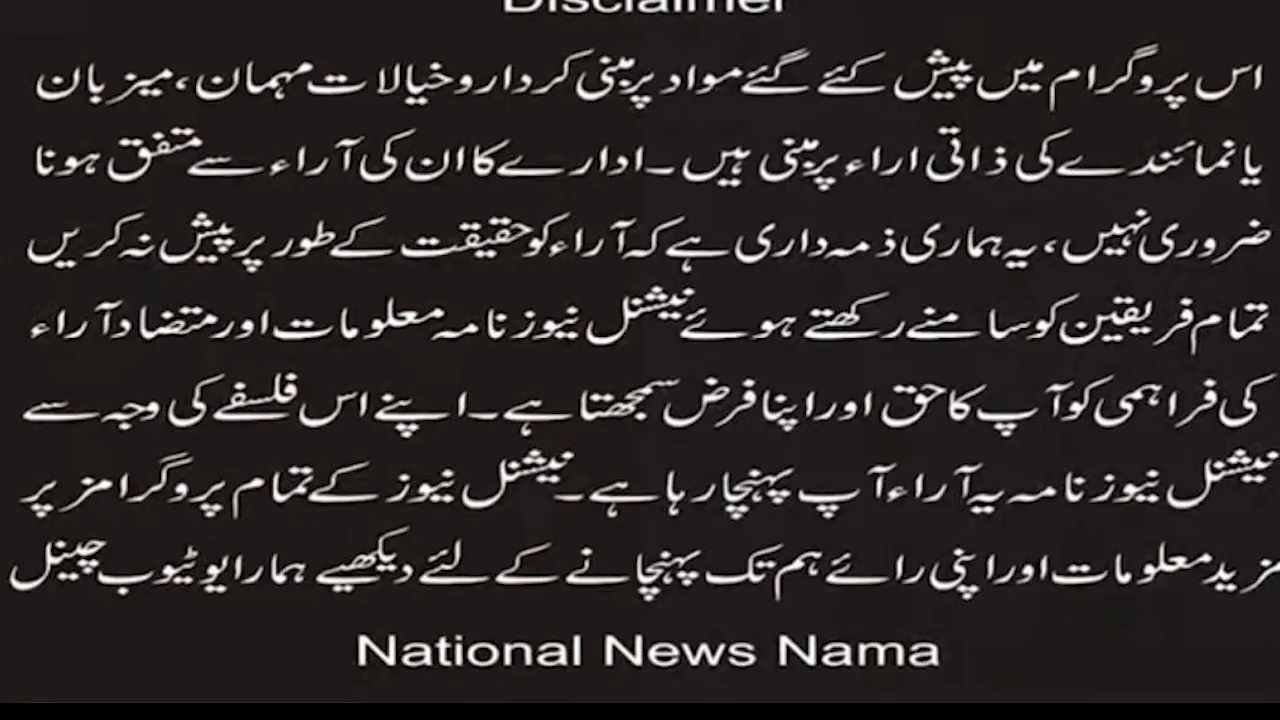 Disclaimer
اس پروگرام میں پیش کئے گئے مواد پر مبنی کردار و خیالات مہمان ، میزبان
یا نمائندے کی ذاتی اراء پر مبنی ہیں ۔ ادارے کا ان کی آراء سے متفق ہونا
ضروری نہیں ، یہ ہماری ذمہ داری ہے کہ آراء کو حقیقت کے طور پر پیش نہ کریں
تمام فریقین کو سامنے رکھتے ہوئے نیشنل نیوز نامہ معلومات اور متضاد آراء
کی فراہمی کو آپ کا حق اور اپنا فرض سمجھتا ہے ۔ اپنے اس فلسفے کی وجہ سے
نیشنل نیوز نامہ یہ آراء آپ پہنچا رہا ہے ۔ نیشنل نیوز کے تمام پروگرامز پر
مزید معلومات اور اپنی رائے ہم تک پہنچانے کے لئے دیکھیے ہمارا یوٹیوب چینل
National News Nama